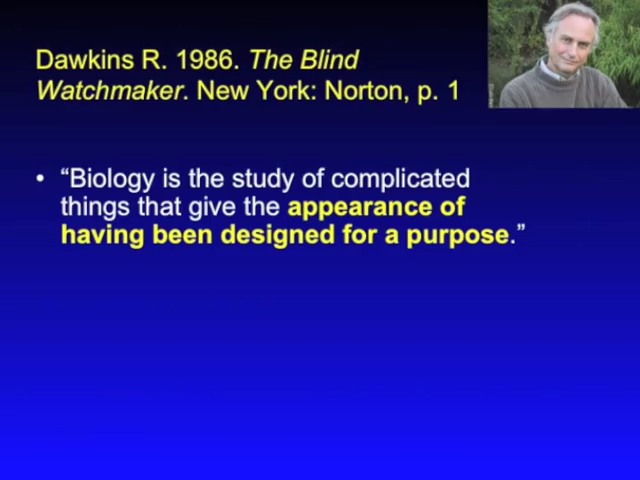 Dawkins R. 1986. The Blind
Watchmaker. New York: Norton, p. 1
• “Biology is the study of complicated
things that give the appearance of
having been designed for a purpose.”